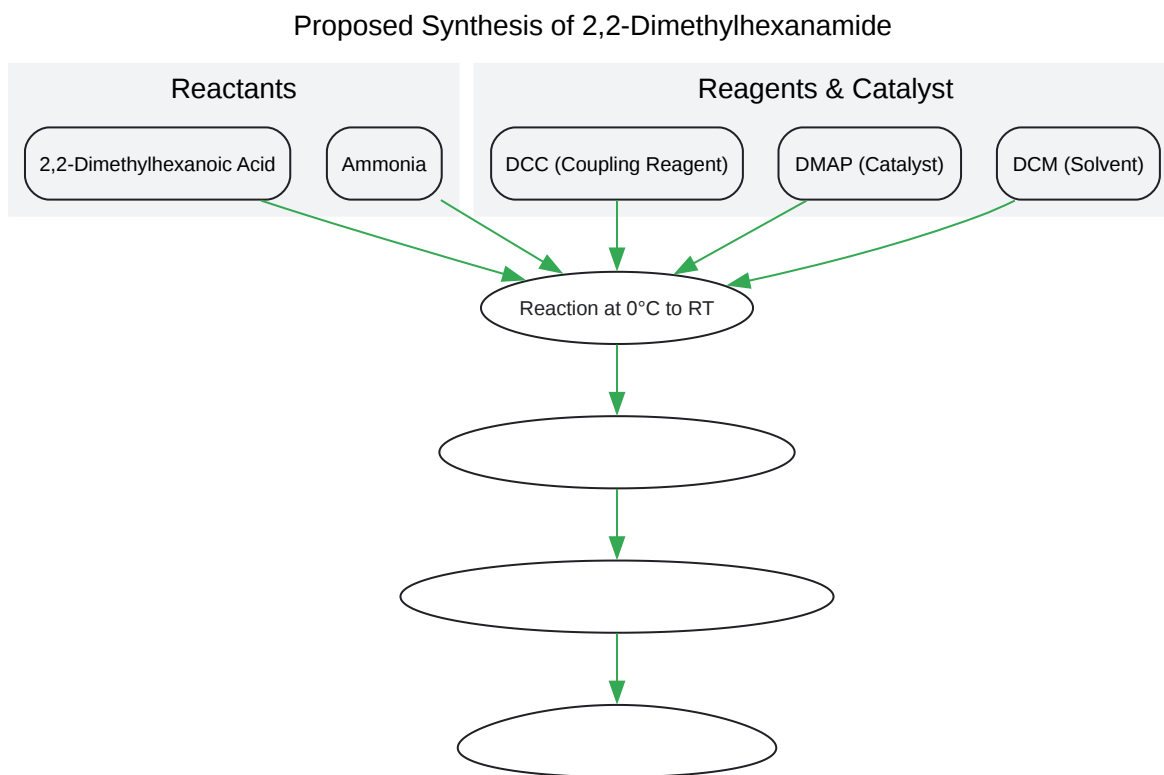 Proposed Synthesis of 2,2-Dimethylhexanamide
Reactants
Reagents & Catalyst
2,2-Dimethylhexanoic Acid
Ammonia
DCC (Coupling Reagent)
DMAP (Catalyst)
DCM (Solvent)
Reaction at 0°C to RT